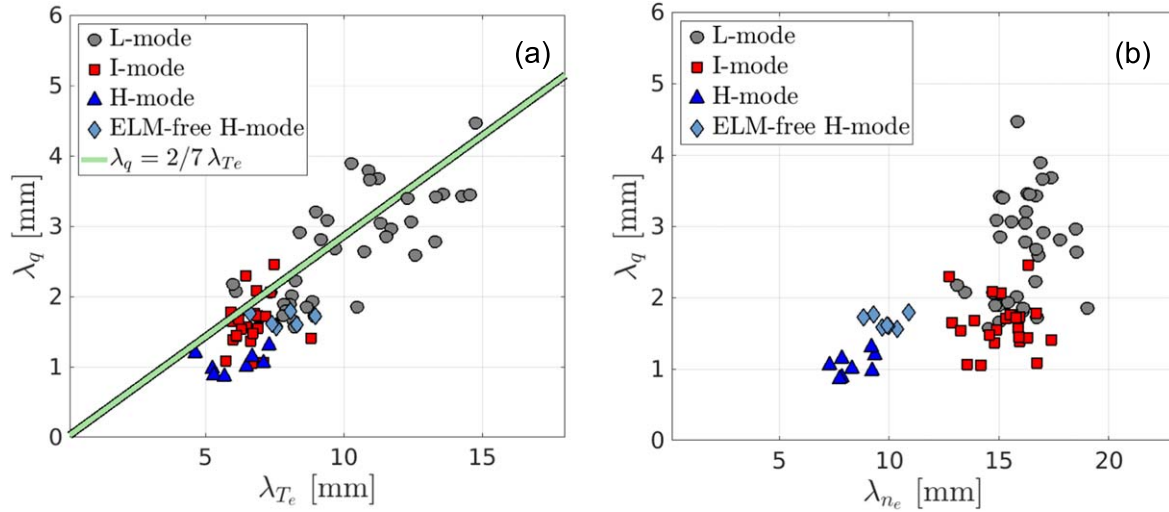 (a)
L-mode
I-mode
H-mode
ELM-free H-mode
λq = 2/7 λTe
6
5
4
3
2
1
0
λq [mm]
5
10
15
λTe [mm]
(b)
L-mode
I-mode
H-mode
ELM-free H-mode
6
5
4
3
2
1
0
λq [mm]
5
10
15
20
λne [mm]